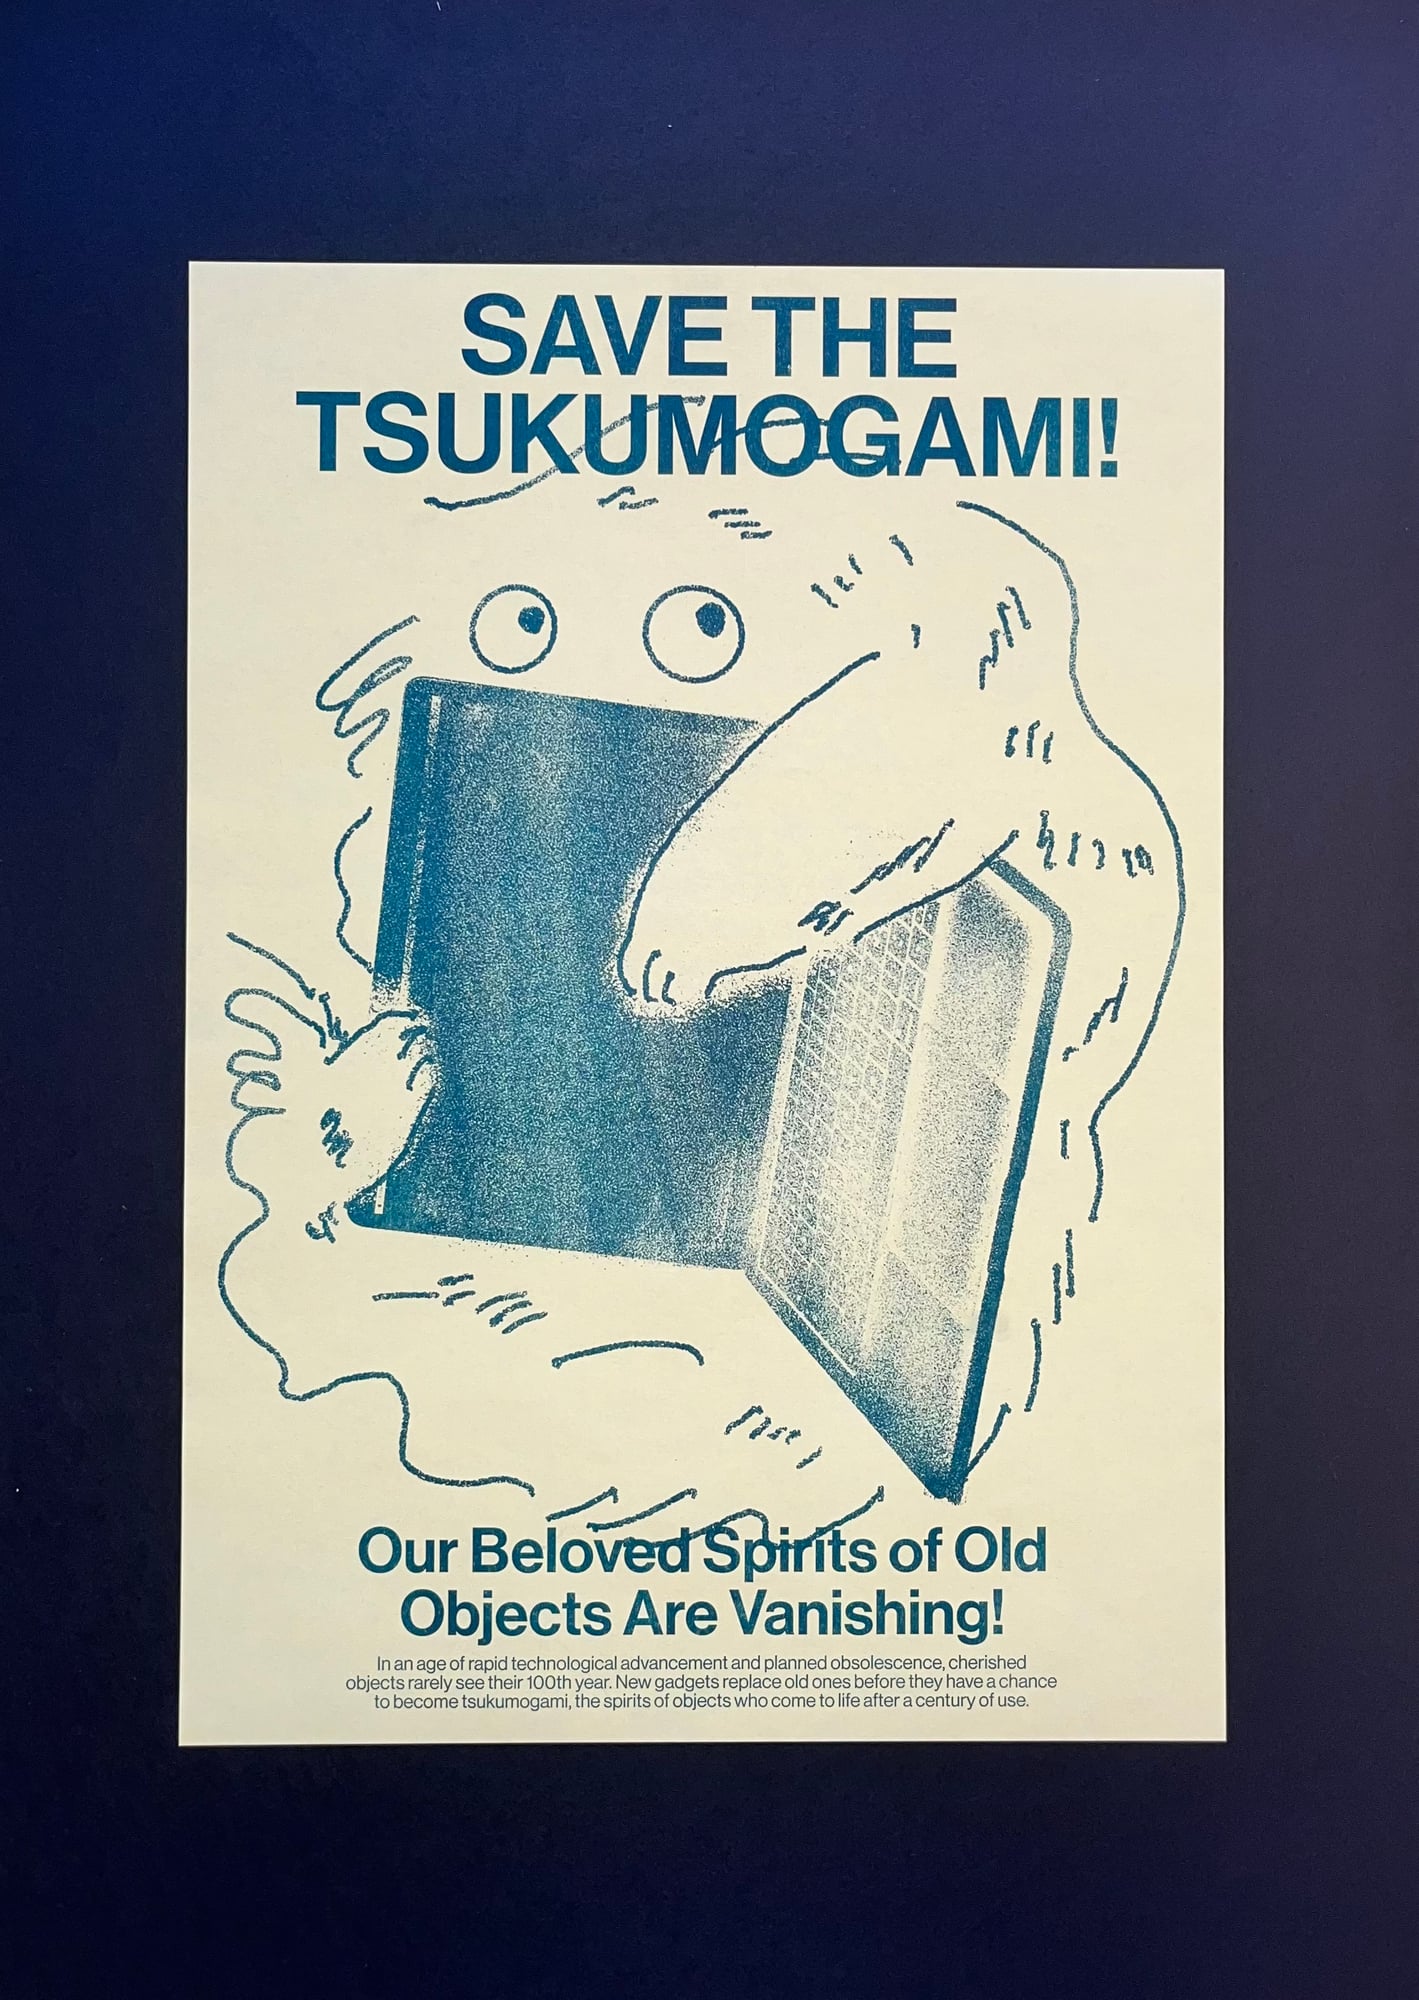 SAVE THE
TSUKUMOGAMI!
Our Beloved Spirits of Old
Objects Are Vanishing!
In an age of rapid technological advancement and planned obsolescence, cherished
objects rarely see their 100th year. New gadgets replace old ones before they have a chance
to become tsukumogami, the spirits of objects who come to life after a century of use.